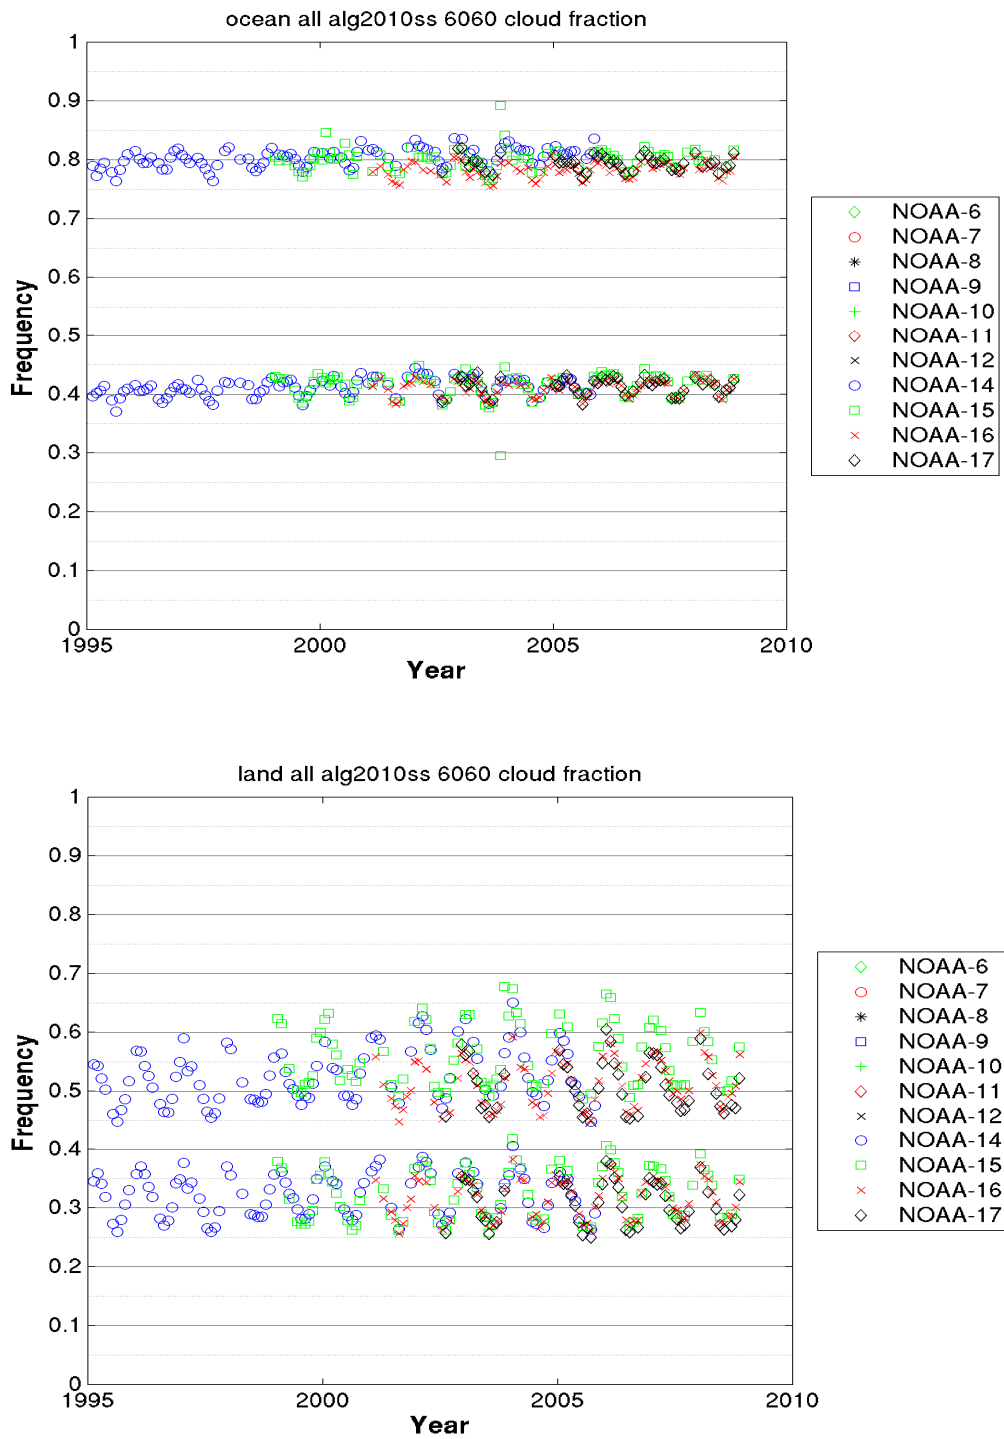 ocean all alg2010ss 6060 cloud fraction
1
0.9
0.8
0.7
0.6
0.5
0.4
0.3
0.2
0.1
0
Frequency
1995 2000 2005 2010
Year
NOAA-6
NOAA-7
NOAA-8
NOAA-9
NOAA-10
NOAA-11
NOAA-12
NOAA-14
NOAA-15
NOAA-16
NOAA-17
land all alg2010ss 6060 cloud fraction
1
0.9
0.8
0.7
0.6
0.5
0.4
0.3
0.2
0.1
0
Frequency
1995 2000 2005 2010
Year
NOAA-6
NOAA-7
NOAA-8
NOAA-9
NOAA-10
NOAA-11
NOAA-12
NOAA-14
NOAA-15
NOAA-16
NOAA-17